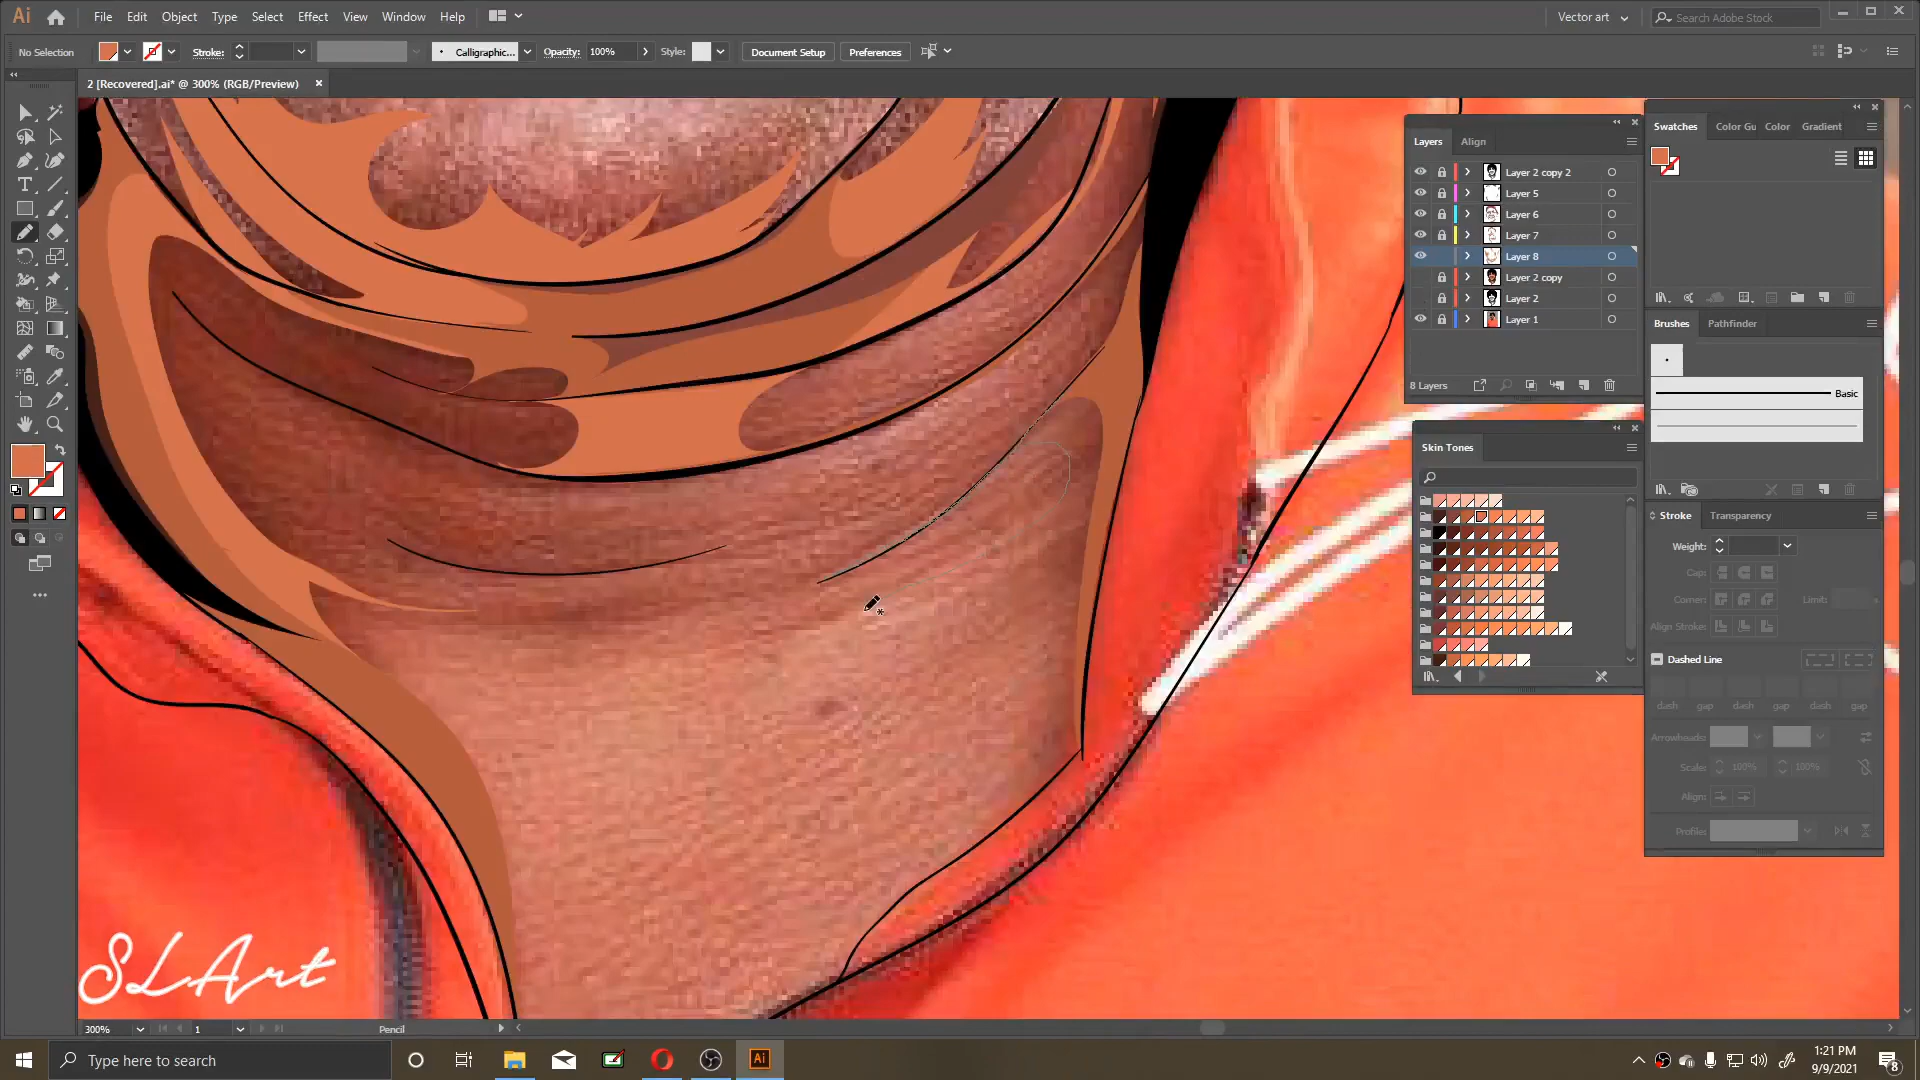 Ai File Edit Object Type Select Effect View Window Help Vector art Search Adobe Stock
No Selection Stroke: Calligraphic... Opacity: 100% Style: Document Setup Preferences
2 [Recovered].ai* @ 300% (RGB/Preview)
Layers Align
Layer 2 copy 2
Layer 5
Layer 6
Layer 7
Layer 8
Layer 2 copy
Layer 2
Layer 1
8 Layers
Swatches Color Gu Color Gradient
Brushes Pathfinder
Basic
Skin Tones
Stroke Transparency
Weight:
Cap:
Corner: Limit:
Align Stroke:
Dashed Line
dash gap dash gap dash gap
Arrowheads:
Scale: 100% 100%
Align:
Profiles
SLArt
300% 1 Pencil
Type here to search
Ai
1:21 PM
9/9/2021
8